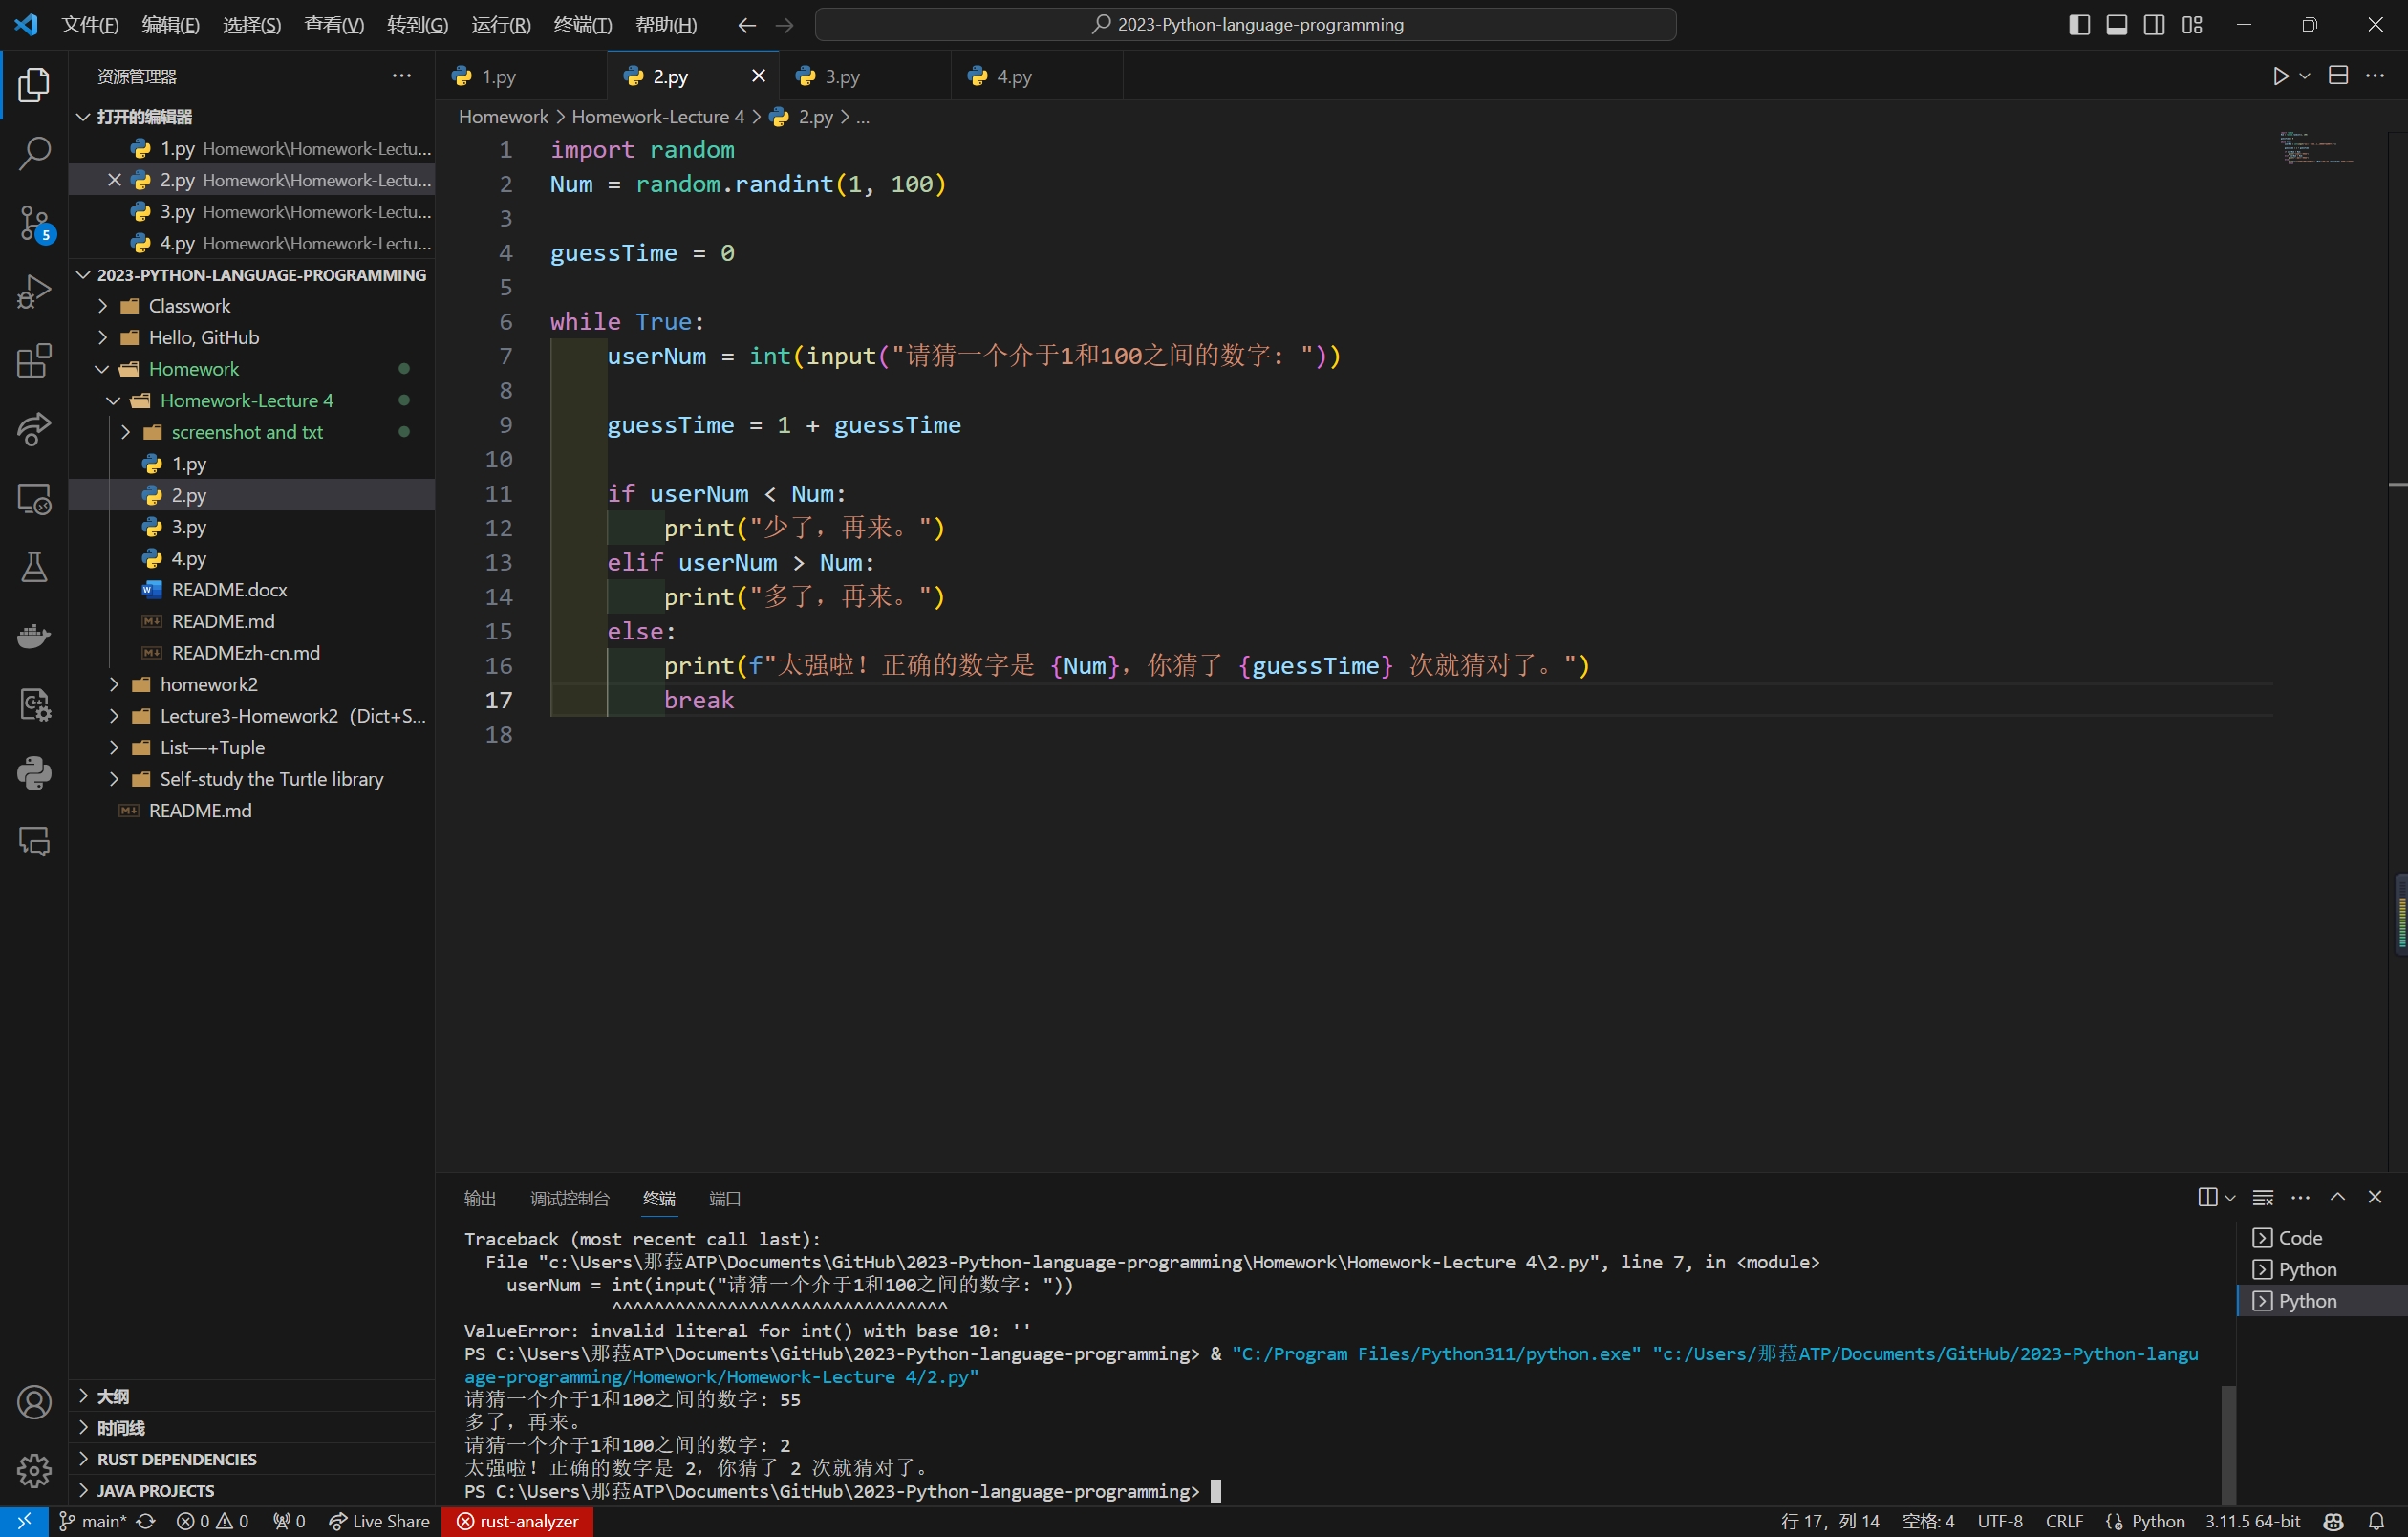 文件(F) 编辑(E) 选择(S) 查看(V) 转到(G) 运行(R) 终端(T) 帮助(H) 2023-Python-language-programming
资源管理器
打开的编辑器
1.py Homework\Homework-Lectu...
2.py Homework\Homework-Lectu...
3.py Homework\Homework-Lectu...
4.py Homework\Homework-Lectu...
2023-PYTHON-LANGUAGE-PROGRAMMING
Classwork
Hello, GitHub
Homework
Homework-Lecture 4
screenshot and txt
1.py
2.py
3.py
4.py
README.docx
README.md
READMEzh-cn.md
homework2
Lecture3-Homework2 (Dict+S...
List—+Tuple
Self-study the Turtle library
README.md
大纲
时间线
RUST DEPENDENCIES
JAVA PROJECTS
5
1.py 2.py 3.py 4.py
Homework > Homework-Lecture 4 > 2.py > ...
1 import random
2 Num = random.randint(1, 100)
3
4 guessTime = 0
5
6 while True:
7     userNum = int(input("请猜一个介于1和100之间的数字: "))
8
9     guessTime = 1 + guessTime
10
11     if userNum < Num:
12         print("少了，再来。")
13     elif userNum > Num:
14         print("多了，再来。")
15     else:
16         print(f"太强啦！正确的数字是 {Num}，你猜了 {guessTime} 次就猜对了。")
17         break
18
输出 调试控制台 终端 端口
Traceback (most recent call last):
  File "c:\Users\那菈ATP\Documents\GitHub\2023-Python-language-programming\Homework\Homework-Lecture 4\2.py", line 7, in <module>
    userNum = int(input("请猜一个介于1和100之间的数字: "))
              ^^^^^^^^^^^^^^^^^^^^^^^^^^^^^^^^
ValueError: invalid literal for int() with base 10: ''
PS C:\Users\那菈ATP\Documents\GitHub\2023-Python-language-programming> & "C:/Program Files/Python311/python.exe" "c:/Users/那菈ATP/Documents/GitHub/2023-Python-langu
age-programming/Homework/Homework-Lecture 4/2.py"
请猜一个介于1和100之间的数字: 55
多了，再来。
请猜一个介于1和100之间的数字: 2
太强啦！正确的数字是 2，你猜了 2 次就猜对了。
PS C:\Users\那菈ATP\Documents\GitHub\2023-Python-language-programming>
Code
Python
Python
main* 0 0 0 Live Share rust-analyzer 行 17，列 14 空格: 4 UTF-8 CRLF Python 3.11.5 64-bit